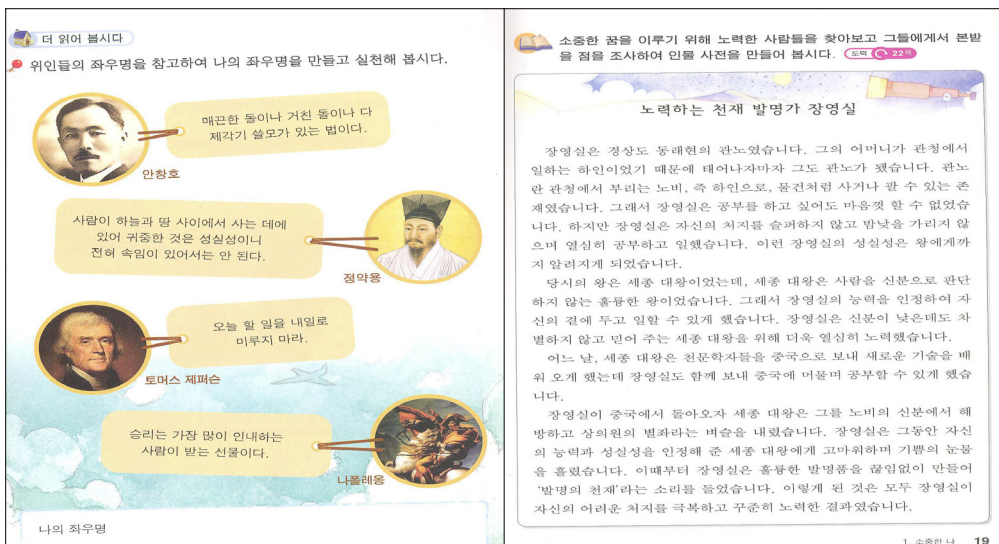 더 읽어 봅시다
위인들의 좌우명을 참고하여 나의 좌우명을 만들고 실천해 봅시다.
매끈한 돌이나 거친 돌이나 다
제각기 쓸모가 있는 법이다.
안창호
사람이 하늘과 땅 사이에서 사는 데에
있어 귀중한 것은 성실성이니
전혀 속임이 있어서는 안 된다.
정약용
오늘 할 일을 내일로
미루지 마라.
토머스 제퍼슨
승리는 가장 많이 인내하는
사람이 받는 선물이다.
나폴레옹
나의 좌우명
소중한 꿈을 이루기 위해 노력한 사람들을 찾아보고 그들에게서 본받
을 점을 조사하여 인물 사전을 만들어 봅시다. 도덕 22쪽
노력하는 천재 발명가 장영실
장영실은 경상도 동래현의 관노였습니다. 그의 어머니가 관청에서
일하는 하인이었기 때문에 태어나자마자 그도 관노가 됐습니다. 관노
란 관청에서 부리는 노비, 즉 하인으로, 물건처럼 사거나 팔 수 있는 존
재였습니다. 그래서 장영실은 공부를 하고 싶어도 마음껏 할 수 없었습
니다. 하지만 장영실은 자신의 처지를 슬퍼하지 않고 밤낮을 가리지 않
으며 열심히 공부하고 일했습니다. 이런 장영실의 성실성은 왕에게까
지 알려지게 되었습니다.
당시의 왕은 세종 대왕이었는데, 세종 대왕은 사람을 신분으로 판단
하지 않는 훌륭한 왕이었습니다. 그래서 장영실의 능력을 인정하여 자
신의 곁에 두고 일할 수 있게 했습니다. 장영실은 신분이 낮은데도 차
별하지 않고 믿어 주는 세종 대왕을 위해 더욱 열심히 노력했습니다.
어느 날, 세종 대왕은 천문학자들을 중국으로 보내 새로운 기술을 배
워 오게 했는데 장영실도 함께 보내 중국에 머물며 공부할 수 있게 했습
니다.
장영실이 중국에서 돌아오자 세종 대왕은 그를 노비의 신분에서 해
방하고 상의원의 별좌라는 벼슬을 내렸습니다. 장영실은 그동안 자신
의 능력과 성실성을 인정해 준 세종 대왕에게 고마워하며 기쁨의 눈물
을 흘렸습니다. 이때부터 장영실은 훌륭한 발명품을 끊임없이 만들어
‘발명의 천재’라는 소리를 들었습니다. 이렇게 된 것은 모두 장영실이
자신의 어려운 처지를 극복하고 꾸준히 노력한 결과였습니다.
1. 소중한 나 19